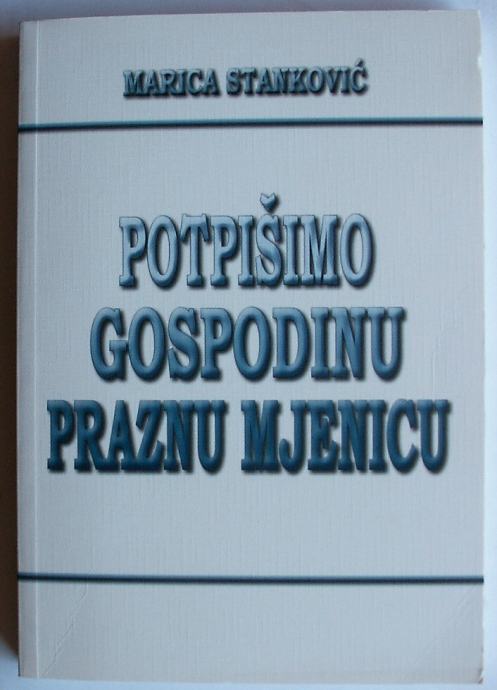 MARICA STANKOVIĆ
POTPIŠIMO
GOSPODINU
PRAZNU MJENICU